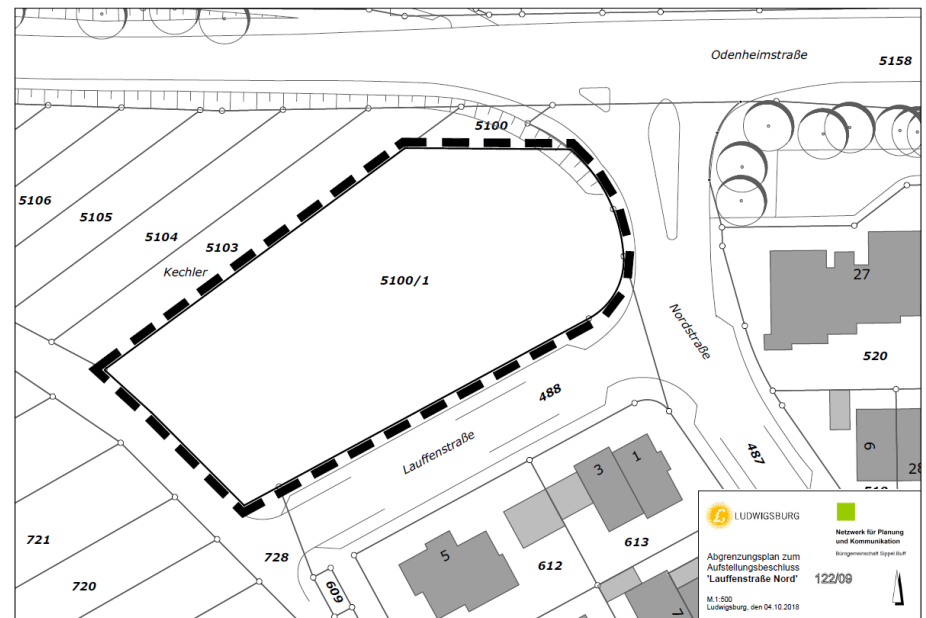 Odenheimstraße
5158
5100
5106
5105
5104
5103
Kechler
5100/1
27
Nordstraße
520
488
Lauffenstraße
487
9
28
3
1
5
721
728
612
613
720
609
7
LUDWIGSBURG
Netzwerk für Planung
und Kommunikation
Bürogemeinschaft Sippel.Buff
Abgrenzungsplan zum
Aufstellungsbeschluss
'Lauffenstraße Nord'
122/09
M.1:500
Ludwigsburg, den 04.10.2018